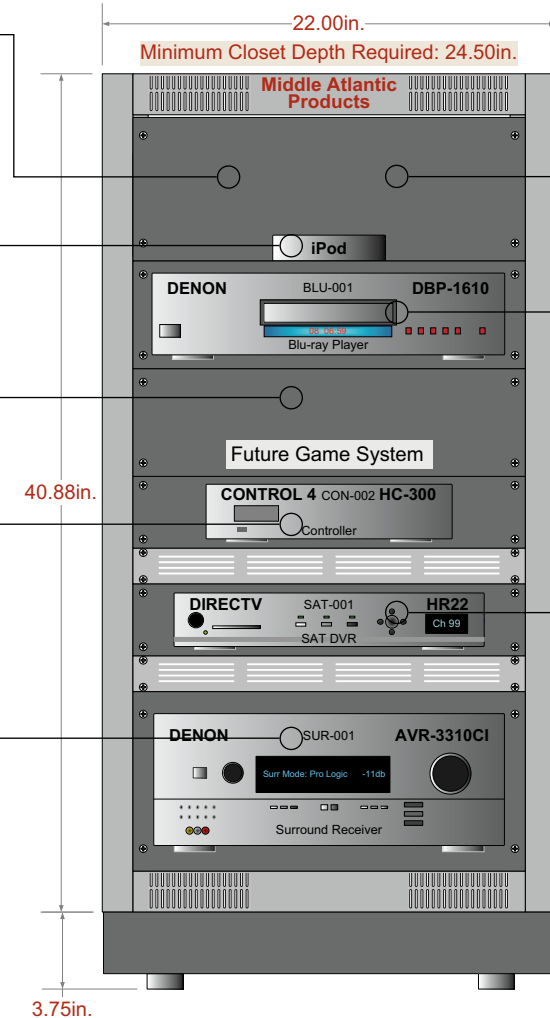 22.00in.
Minimum Closet Depth Required: 24.50in.
Middle Atlantic
Products
iPod
DENON BLU-001 DBP-1610
Blu-ray Player
Future Game System
40.88in.
CONTROL 4 CON-002 HC-300
Controller
DIRECTV SAT-001 HR22
Ch 99
SAT DVR
DENON SUR-001 AVR-3310CI
Surr Mode: Pro Logic -11db
Surround Receiver
3.75in.